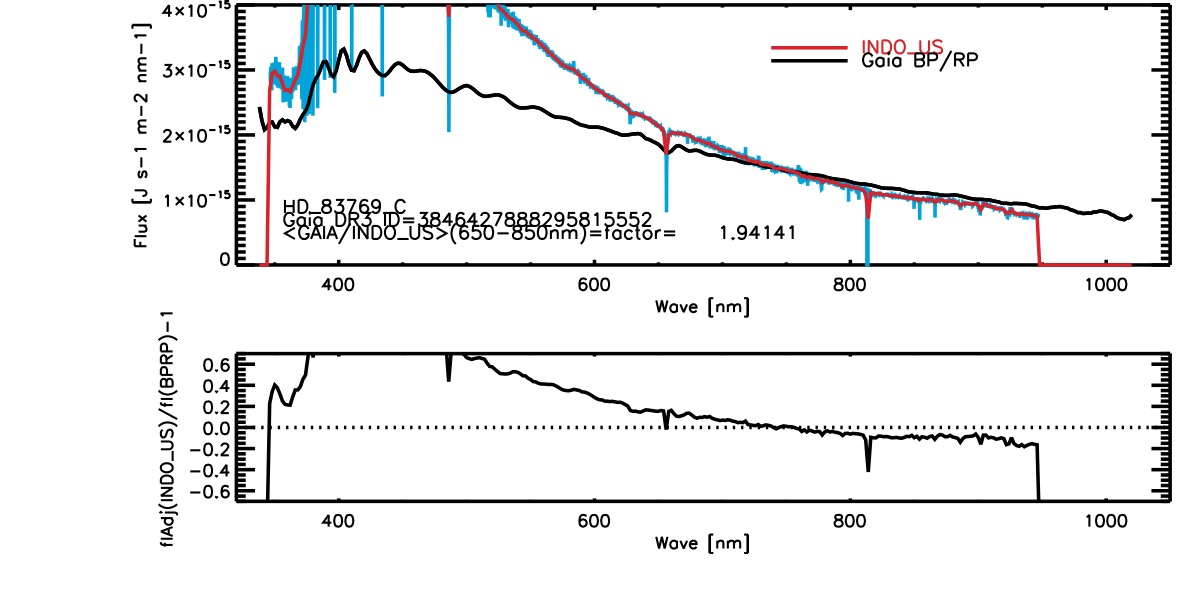 4×10-15
3×10-15
2×10-15
1×10-15
0
Flux [J s-1 m-2 nm-1]
INDO_US
Gaia BP/RP
HD_83769_C
Gaia DR3 ID=3846427888295815552
<GAIA/INDO_US>(650-850nm)=factor= 1.94141
400 600 800 1000
Wave [nm]
flAdj(INDO_US)/fl(BPRP)-1
0.6
0.4
0.2
0.0
-0.2
-0.4
-0.6
400 600 800 1000
Wave [nm]